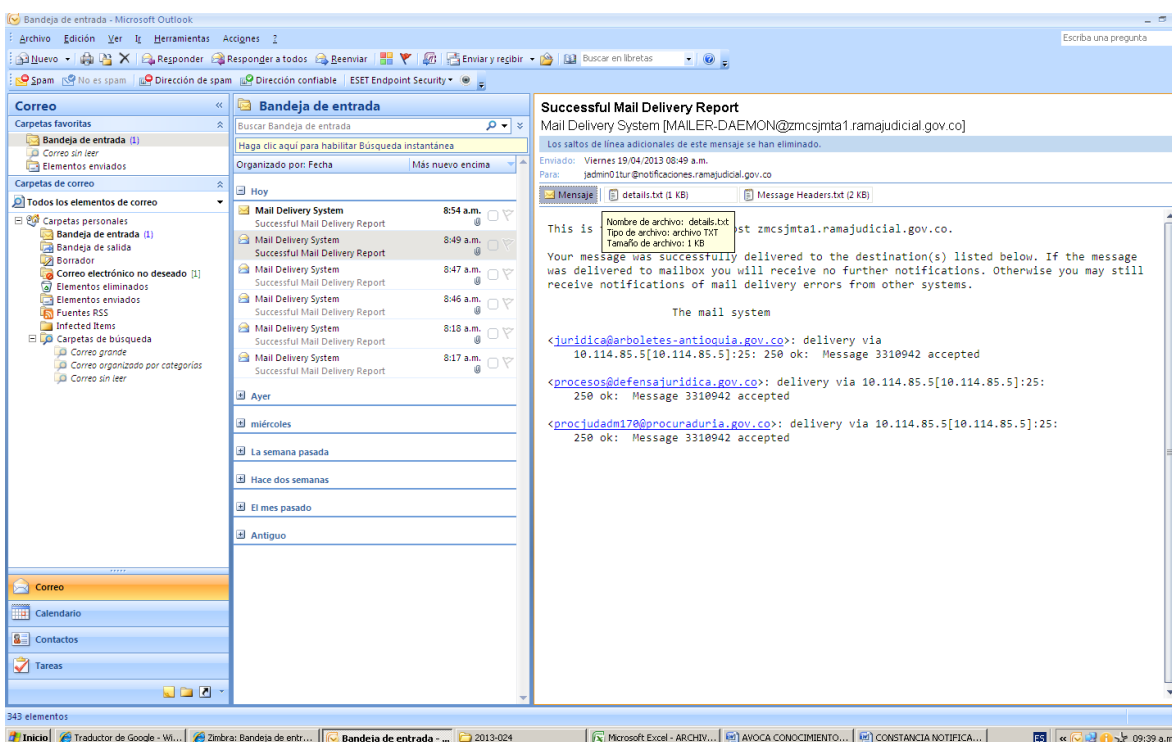 Bandeja de entrada - Microsoft Outlook
Archivo Edición Ver Ir Herramientas Acciones ?
Escriba una pregunta
Nuevo Responder Responder a todos Reenviar Enviar y recibir Buscar en libretas
Spam No es spam Dirección de spam Dirección confiable ESET Endpoint Security
Correo «
Carpetas favoritas
Bandeja de entrada (1)
Correo sin leer
Elementos enviados
Carpetas de correo
Todos los elementos de correo
Carpetas personales
Bandeja de entrada (1)
Bandeja de salida
Borrador
Correo electrónico no deseado [1]
Elementos eliminados
Elementos enviados
Fuentes RSS
Infected Items
Carpetas de búsqueda
Correo grande
Correo organizado por categorías
Correo sin leer
Correo
Calendario
Contactos
Tareas
Bandeja de entrada
Buscar Bandeja de entrada
Haga clic aquí para habilitar Búsqueda instantánea
Organizado por: Fecha Más nuevo encima
Hoy
Mail Delivery System 8:54 a.m.
Successful Mail Delivery Report
Mail Delivery System 8:49 a.m.
Successful Mail Delivery Report
Mail Delivery System 8:47 a.m.
Successful Mail Delivery Report
Mail Delivery System 8:46 a.m.
Successful Mail Delivery Report
Mail Delivery System 8:18 a.m.
Successful Mail Delivery Report
Mail Delivery System 8:17 a.m.
Successful Mail Delivery Report
Ayer
miércoles
La semana pasada
Hace dos semanas
El mes pasado
Antiguo
Successful Mail Delivery Report
Mail Delivery System [MAILER-DAEMON@zmcsjmta1.ramajudicial.gov.co]
Los saltos de línea adicionales de este mensaje se han eliminado.
Enviado: Viernes 19/04/2013 08:49 a.m.
Para: jadmin01tur@notificaciones.ramajudicial.gov.co
Mensaje details.txt (1 KB) Message Headers.txt (2 KB)
Nombre de archivo: details.txt
Tipo de archivo: archivo TXT
Tamaño de archivo: 1 KB
This is st zmcsjmta1.ramajudicial.gov.co.
Your message was successfully delivered to the destination(s) listed below. If the message
was delivered to mailbox you will receive no further notifications. Otherwise you may still
receive notifications of mail delivery errors from other systems.
The mail system
<juridica@arboletes-antioquia.gov.co>: delivery via
10.114.85.5[10.114.85.5]:25: 250 ok: Message 3310942 accepted
<procesos@defensajuridica.gov.co>: delivery via 10.114.85.5[10.114.85.5]:25:
250 ok: Message 3310942 accepted
<procjudadm170@procuraduria.gov.co>: delivery via 10.114.85.5[10.114.85.5]:25:
250 ok: Message 3310942 accepted
343 elementos
Inicio Traductor de Google - Wi... Zimbra: Bandeja de entr... Bandeja de entrada - ... 2013-024 Microsoft Excel - ARCHIV... AVOCA CONOCIMIENTO... CONSTANCIA NOTIFICA... ES « 09:39 a.m.